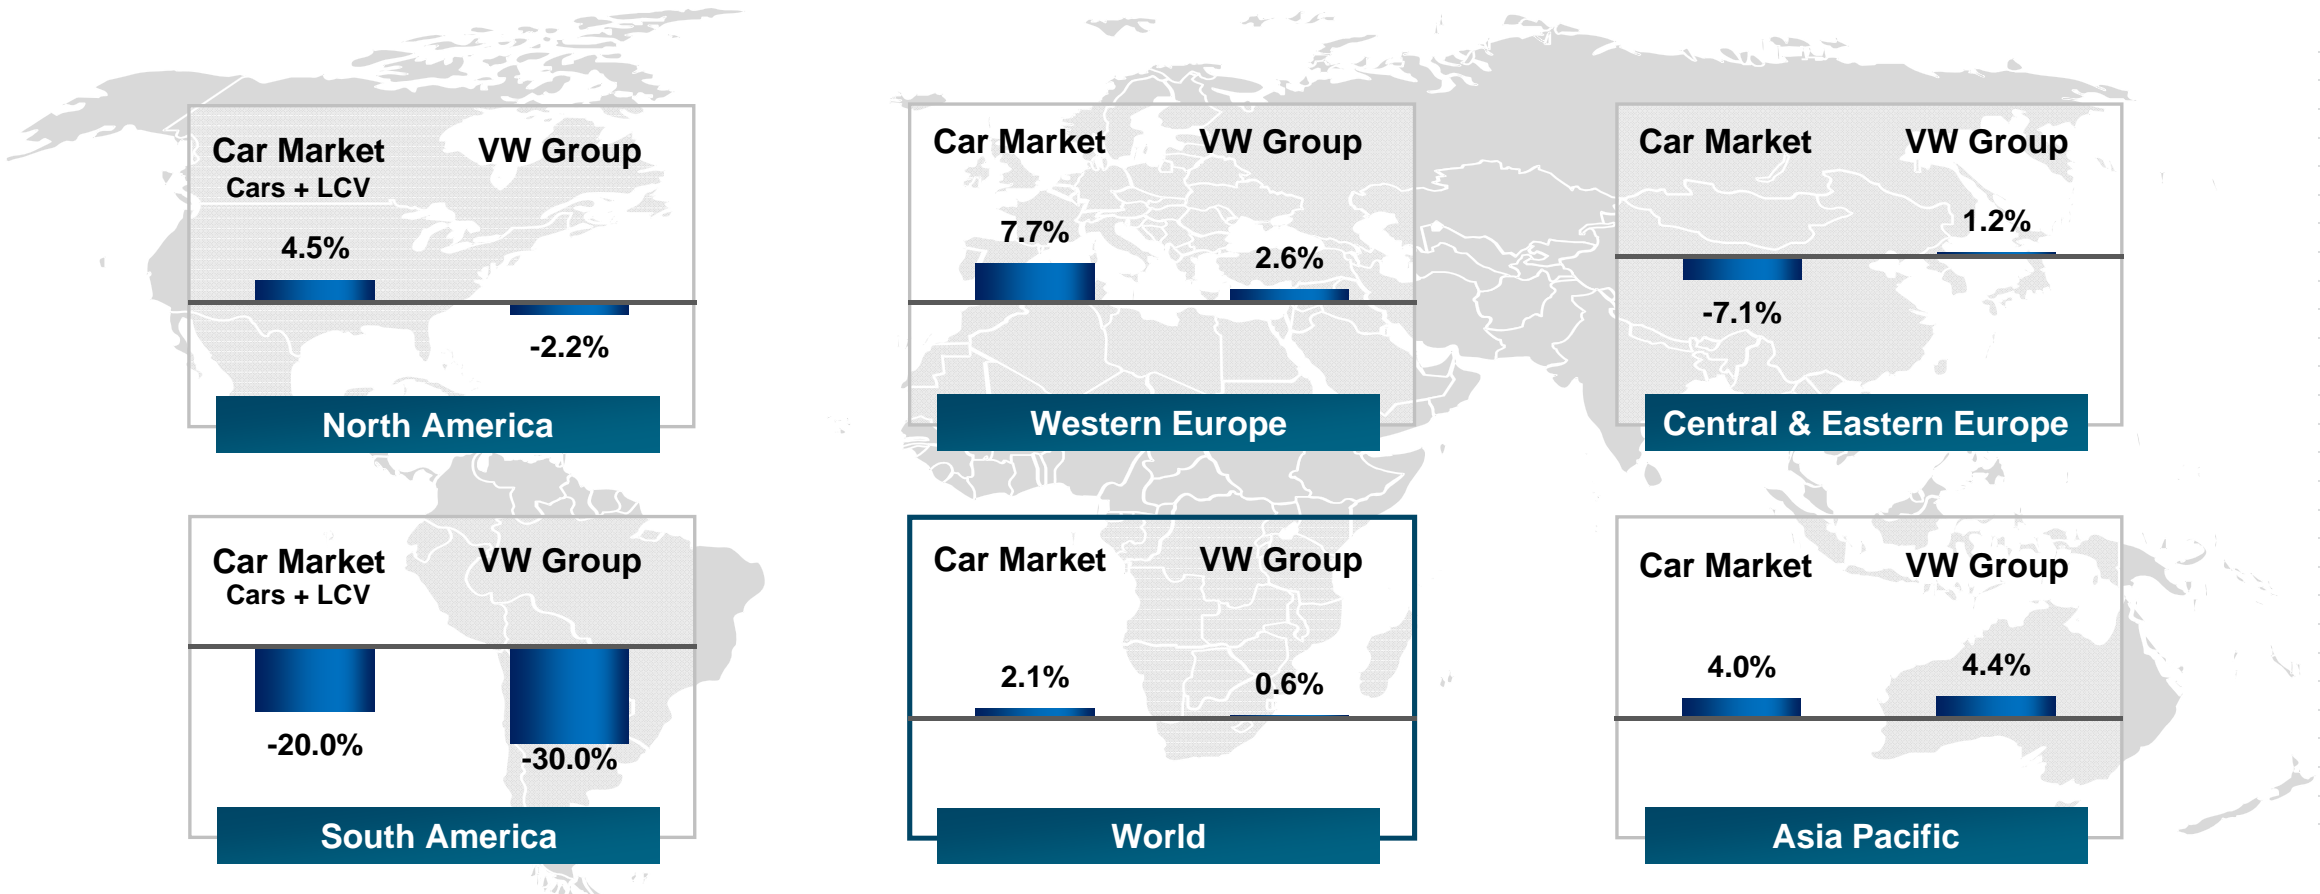 Car Market
Cars + LCV
VW Group
4.5%
-2.2%
North America
Car Market
VW Group
7.7%
2.6%
Western Europe
Car Market
VW Group
-7.1%
1.2%
Central & Eastern Europe
Car Market
Cars + LCV
VW Group
-20.0%
-30.0%
South America
Car Market
VW Group
2.1%
0.6%
World
Car Market
VW Group
4.0%
4.4%
Asia Pacific